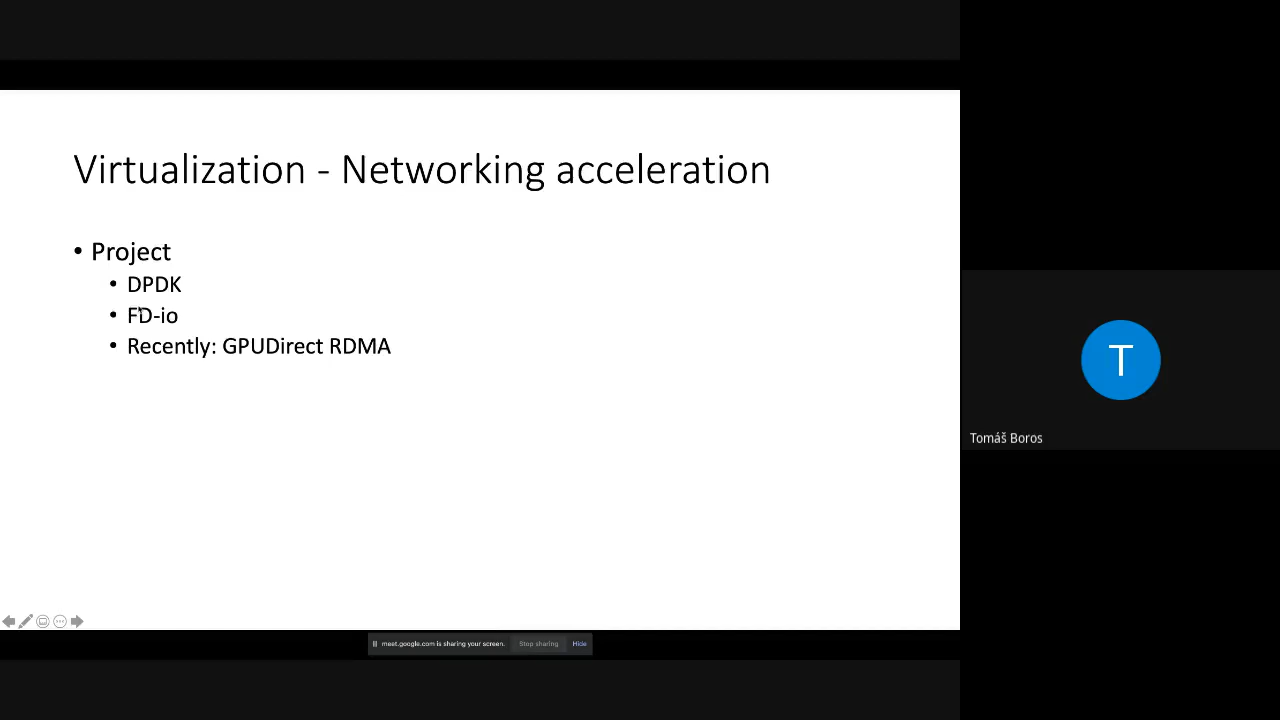 Virtualization - Networking acceleration
• Project
• DPDK
• FD-io
• Recently: GPUDirect RDMA
T
Tomáš Boros
meet.google.com is sharing your screen.
Stop sharing
Hide